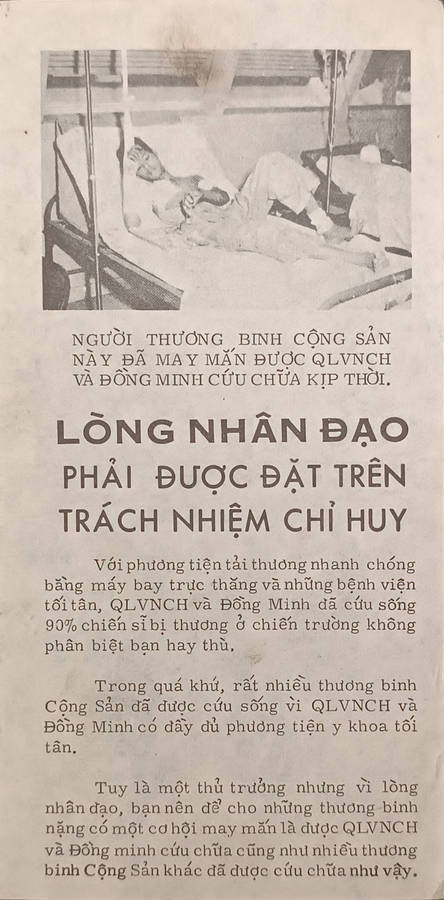 NGƯỜI THƯƠNG BINH CỘNG SẢN
NÀY ĐÃ MAY MẮN ĐƯỢC QLVNCH
VÀ ĐỒNG MINH CỨU CHỮA KỊP THỜI.
LÒNG NHÂN ĐẠO
PHẢI ĐƯỢC ĐẶT TRÊN
TRÁCH NHIỆM CHỈ HUY
Với phương tiện tải thương nhanh chóng
bằng máy bay trực thăng và những bệnh viện
tối tân, QLVNCH và Đồng Minh đã cứu sống
90% chiến sĩ bị thương ở chiến trường không
phân biệt bạn hay thù.
Trong quá khứ, rất nhiều thương binh
Cộng Sản đã được cứu sống vì QLVNCH và
Đồng Minh có đầy đủ phương tiện y khoa tối
tân.
Tuy là một thủ trưởng nhưng vì lòng
nhân đạo, bạn nên để cho những thương binh
nặng có một cơ hội may mắn là được QLVNCH
và Đồng minh cứu chữa cũng như nhiều thương
binh Cộng Sản khác đã được cứu chữa như vậy.